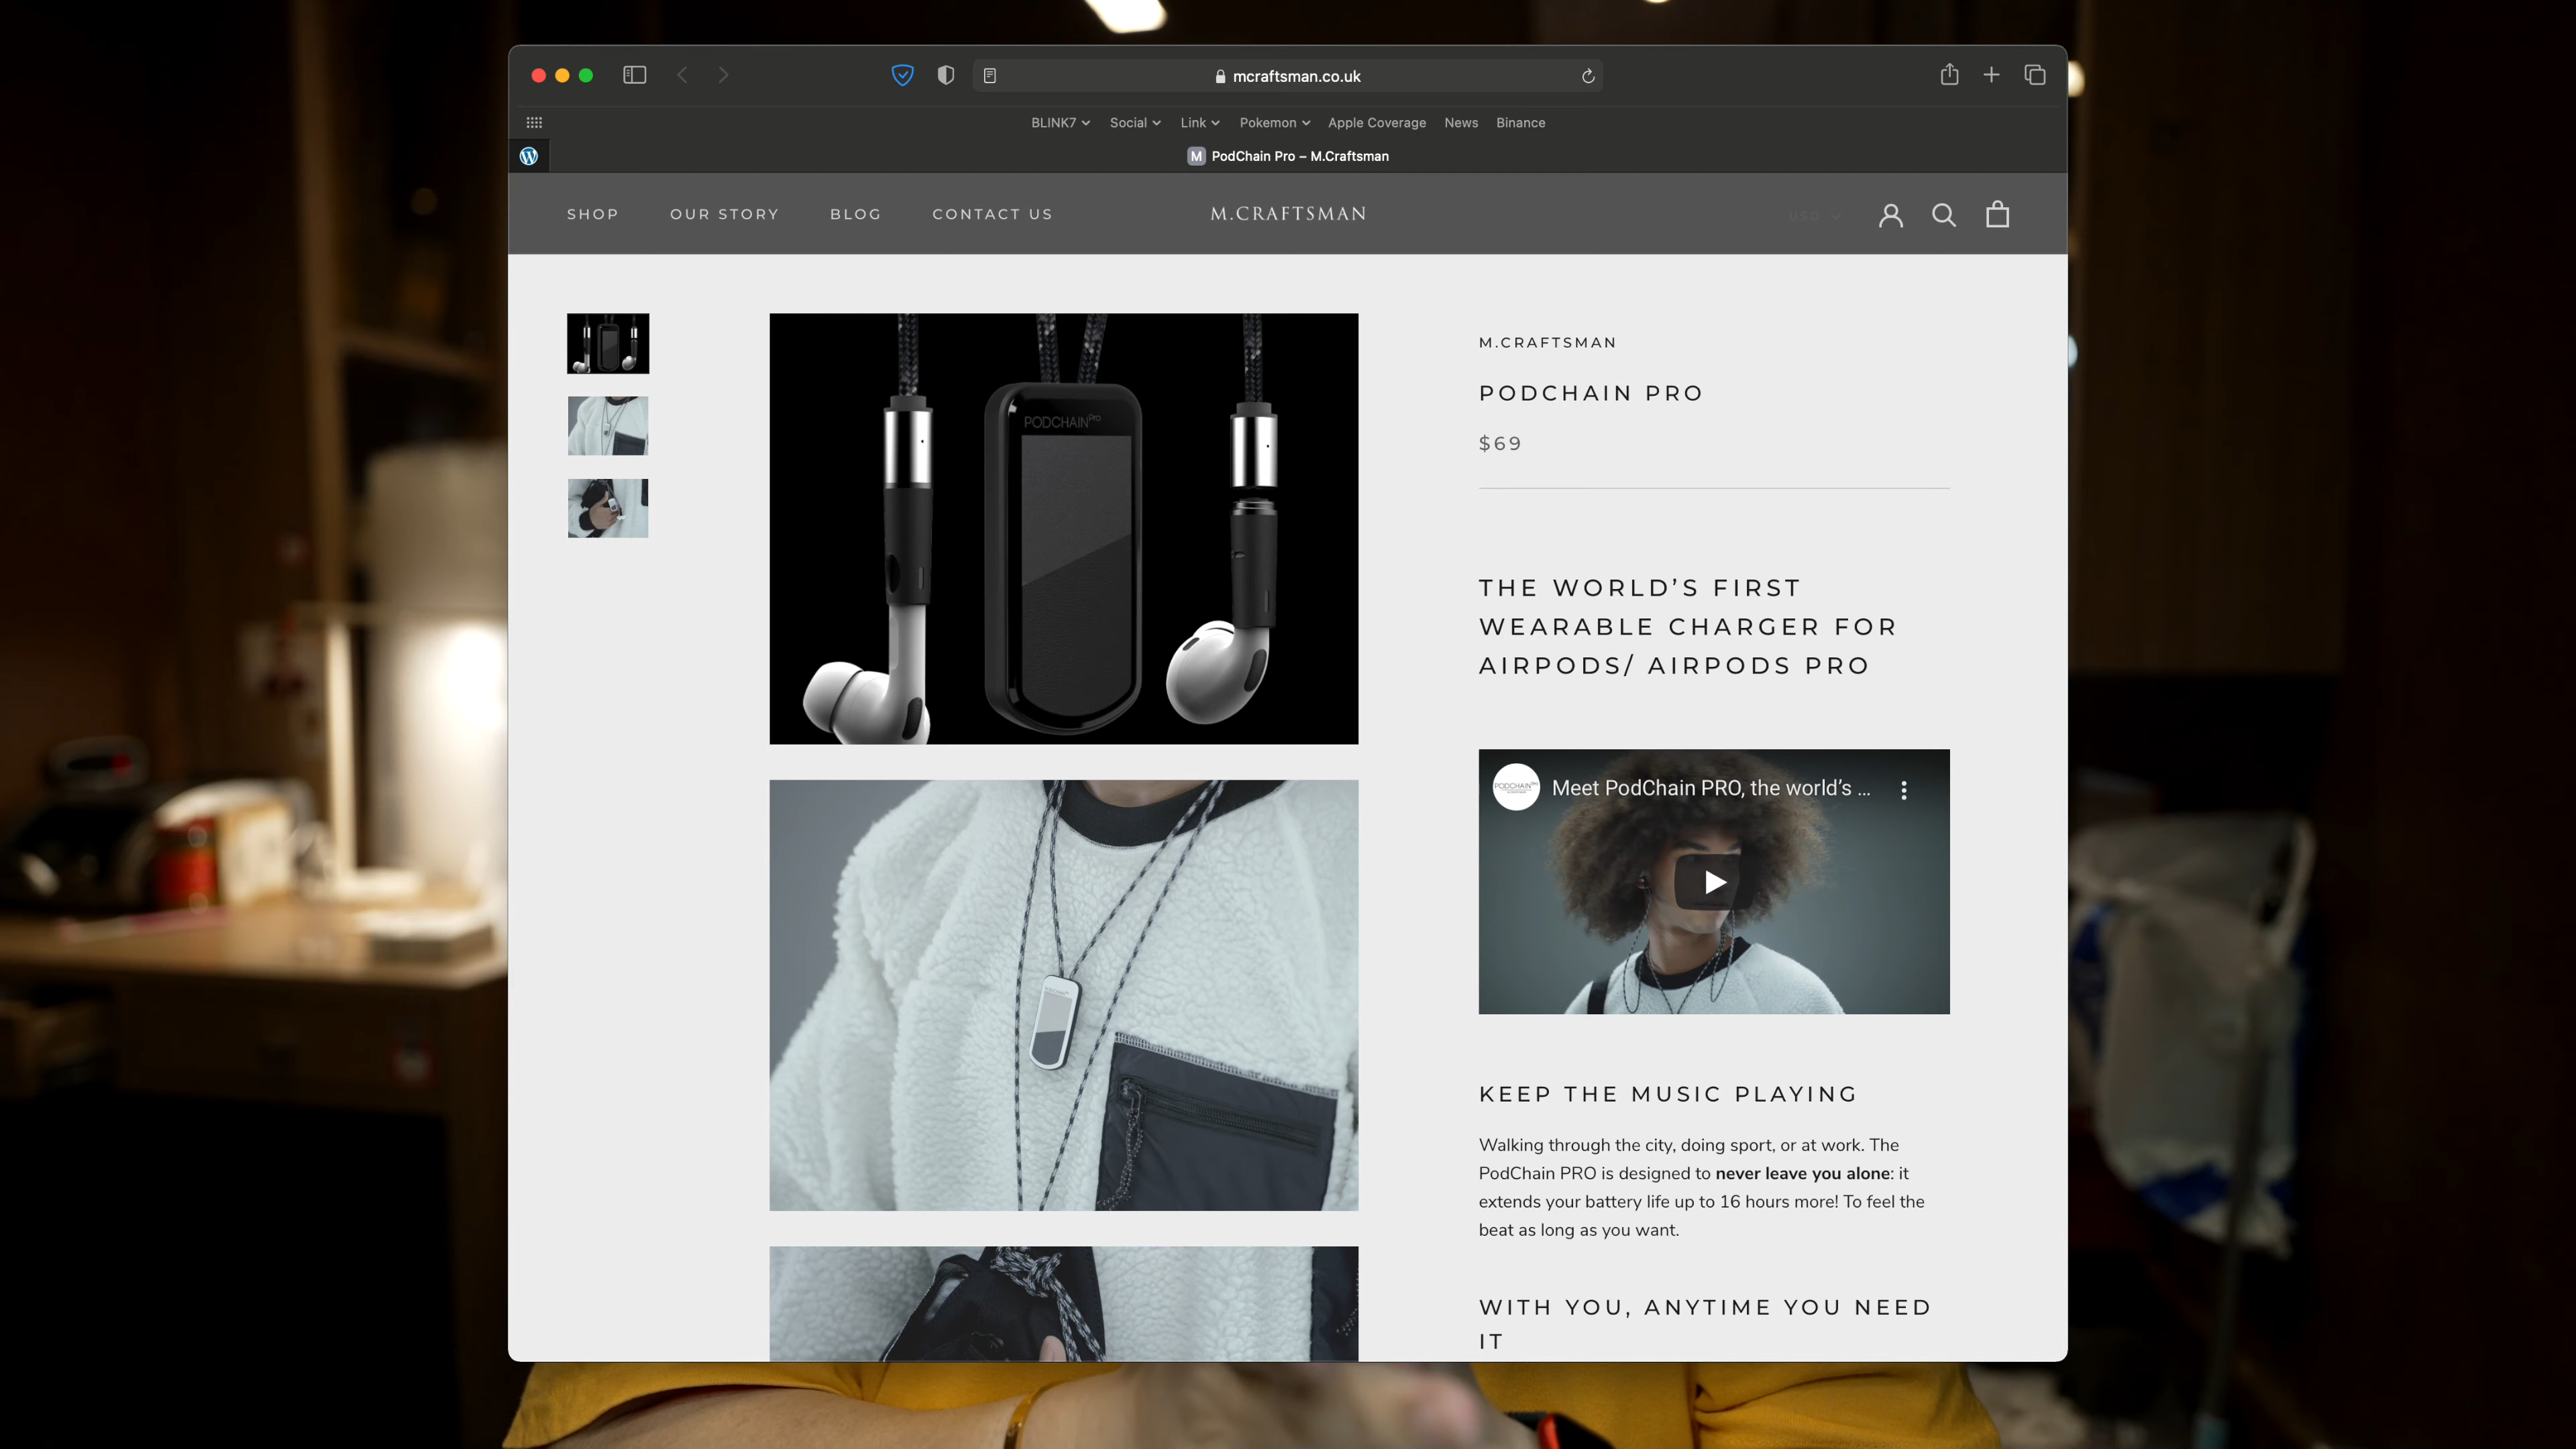 mcraftsman.co.uk
BLINK7 Social Link Pokemon Apple Coverage News Binance
M PodChain Pro – M.Craftsman
SHOP OUR STORY BLOG CONTACT US M.CRAFTSMAN USD
PODCHAIN Pro
M.CRAFTSMAN
PODCHAIN PRO
$69
THE WORLD’S FIRST
WEARABLE CHARGER FOR
AIRPODS/ AIRPODS PRO
PODCHAIN
Meet PodChain PRO, the world’s ...
KEEP THE MUSIC PLAYING
Walking through the city, doing sport, or at work. The
PodChain PRO is designed to never leave you alone: it
extends your battery life up to 16 hours more! To feel the
beat as long as you want.
WITH YOU, ANYTIME YOU NEED
IT